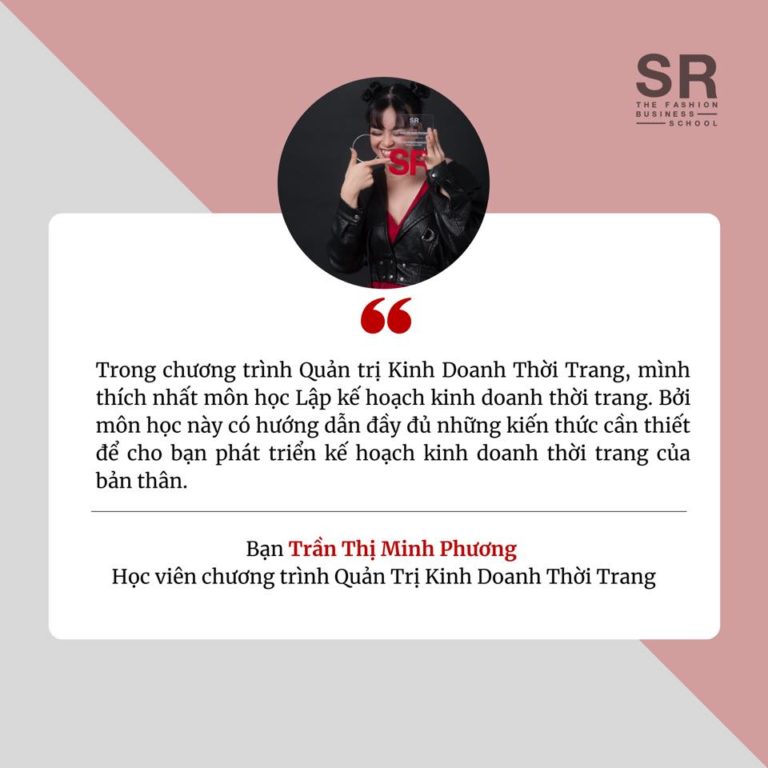 SR
THE FASHION
BUSINESS
SCHOOL
SR
SR
Trong chương trình Quản trị Kinh Doanh Thời Trang, mình
thích nhất môn học Lập kế hoạch kinh doanh thời trang. Bởi
môn học này có hướng dẫn đầy đủ những kiến thức cần thiết
để cho bạn phát triển kế hoạch kinh doanh thời trang của
bản thân.
Bạn Trần Thị Minh Phương
Học viên chương trình Quản Trị Kinh Doanh Thời Trang